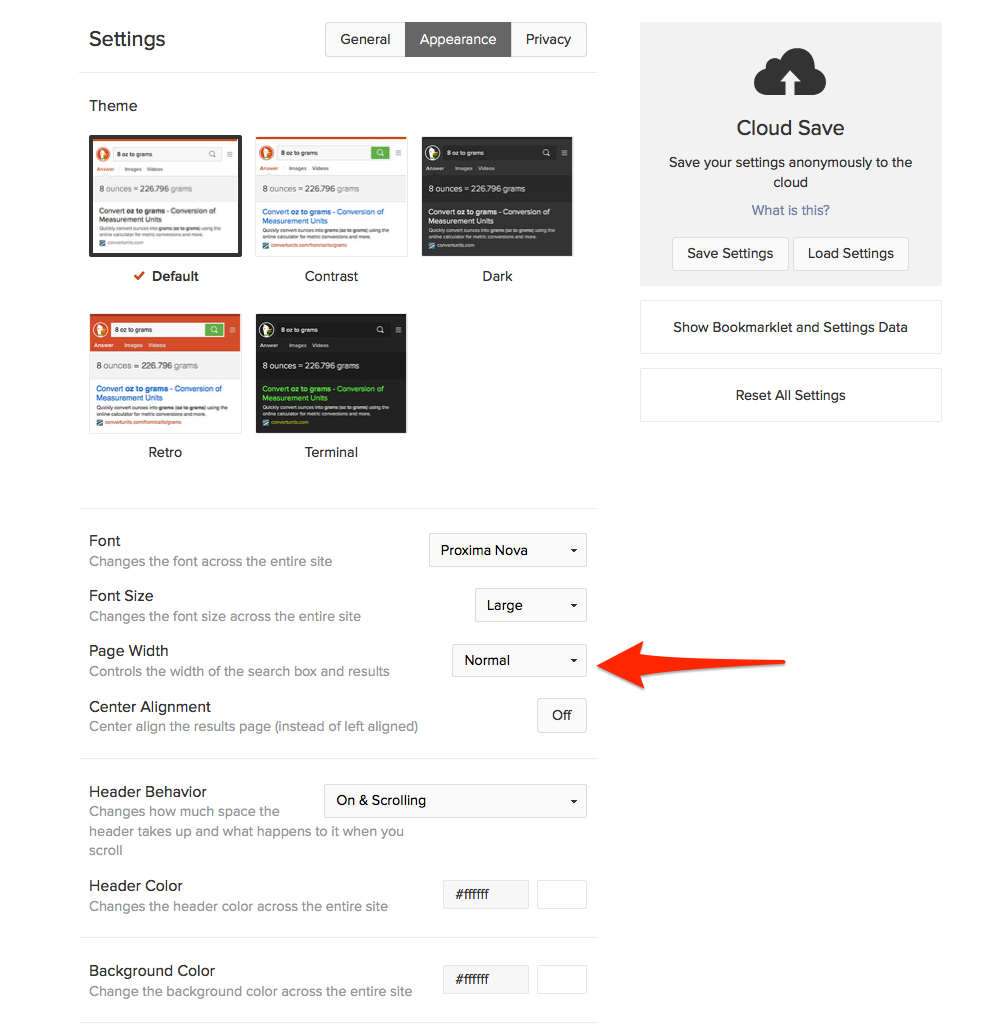 Settings
General
Appearance
Privacy
Theme
8 oz to grams
Answer Images Videos
8 ounces = 226.796 grams
Convert oz to grams - Conversion of
Measurement Units
Quickly convert ounces into grams (oz to grams) using the
online calculator for metric conversions and more.
convertunits.com
Default
8 oz to grams
Answer Images Videos
8 ounces = 226.796 grams
Convert oz to grams - Conversion of
Measurement Units
Quickly convert ounces into grams (oz to grams) using the
online calculator for metric conversions and more.
convertunits.com/from/oz/to/grams
Contrast
8 oz to grams
Answer Images Videos
8 ounces = 226.796 grams
Convert oz to grams - Conversion of
Measurement Units
Quickly convert ounces into grams (oz to grams) using the
online calculator for metric conversions and more.
convertunits.com
Dark
8 oz to grams
Answer Images Videos
8 ounces = 226.796 grams
Convert oz to grams - Conversion of
Measurement Units
Quickly convert ounces into grams (oz to grams) using the
online calculator for metric conversions and more.
convertunits.com/from/oz/to/grams
Retro
8 oz to grams
Answer Images Videos
8 ounces = 226.796 grams
Convert oz to grams - Conversion of
Measurement Units
Quickly convert ounces into grams (oz to grams) using the
online calculator for metric conversions and more.
convertunits.com
Terminal
Font
Changes the font across the entire site
Proxima Nova
Font Size
Changes the font size across the entire site
Large
Page Width
Controls the width of the search box and results
Normal
Center Alignment
Center align the results page (instead of left aligned)
Off
Header Behavior
Changes how much space the
header takes up and what happens to it when you
scroll
On & Scrolling
Header Color
Changes the header color across the entire site
#ffffff
Background Color
Change the background color across the entire site
#ffffff
Cloud Save
Save your settings anonymously to the
cloud
What is this?
Save Settings
Load Settings
Show Bookmarklet and Settings Data
Reset All Settings